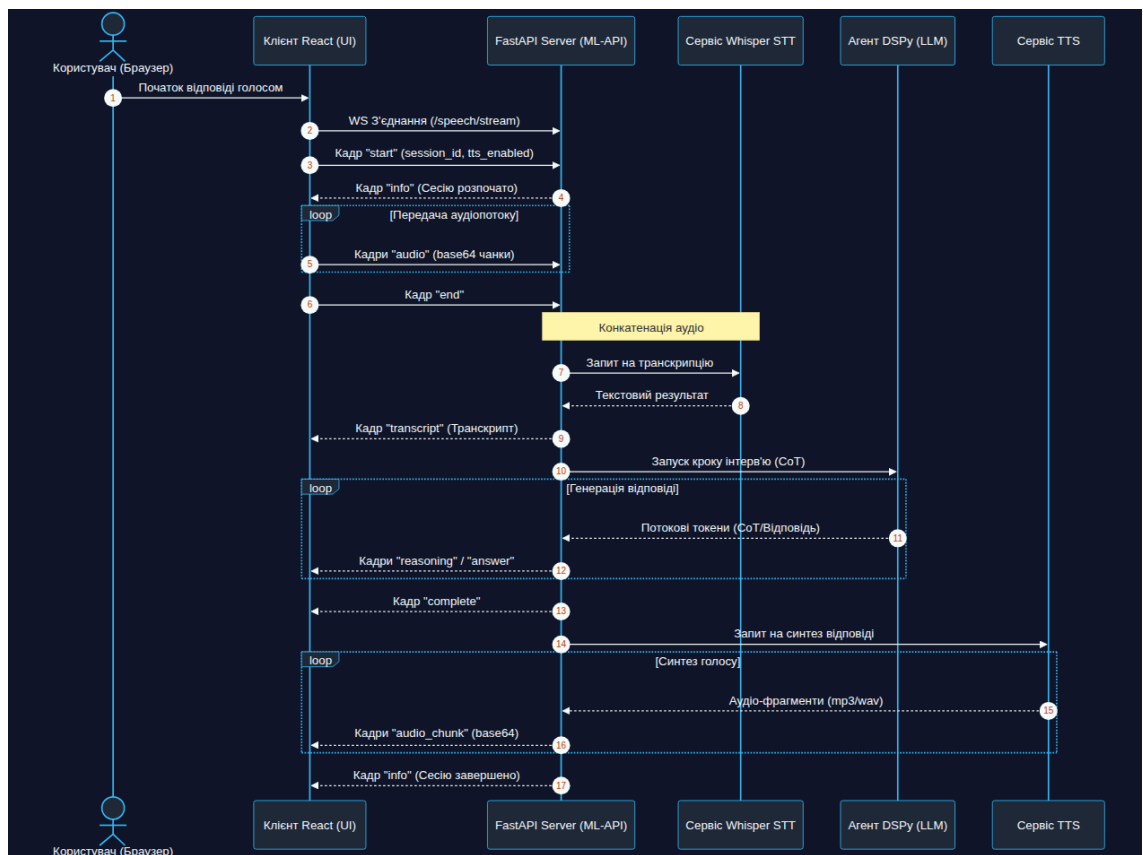 Користувач (Браузер)
Клієнт React (UI)
FastAPI Server (ML-API)
Сервіс Whisper STT
Агент DSPy (LLM)
Сервіс TTS
1
Початок відповіді голосом
2
WS З'єднання (/speech/stream)
3
Кадр "start" (session_id, tts_enabled)
Кадр "info" (Сесію розпочато)
4
loop
[Передача аудіопотоку]
5
Кадри "audio" (base64 чанки)
6
Кадр "end"
Конкатенація аудіо
7
Запит на транскрипцію
Текстовий результат
8
Кадр "transcript" (Транскрипт)
9
10
Запуск кроку інтерв'ю (CoT)
loop
[Генерація відповіді]
Потокові токени (CoT/Відповідь)
11
Кадри "reasoning" / "answer"
12
Кадр "complete"
13
14
Запит на синтез відповіді
loop
[Синтез голосу]
Аудіо-фрагменти (mp3/wav)
15
Кадри "audio_chunk" (base64)
16
Кадр "info" (Сесію завершено)
17
Користувач (Браузер)
Клієнт React (UI)
FastAPI Server (ML-API)
Сервіс Whisper STT
Агент DSPy (LLM)
Сервіс TTS